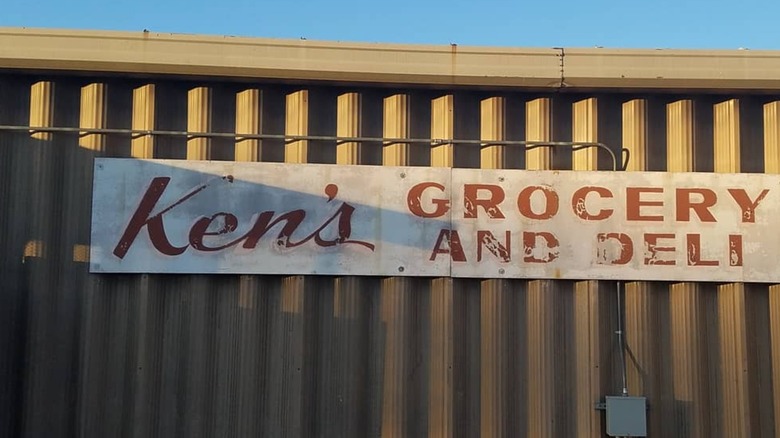 Ken's GROCERY
AND DELI